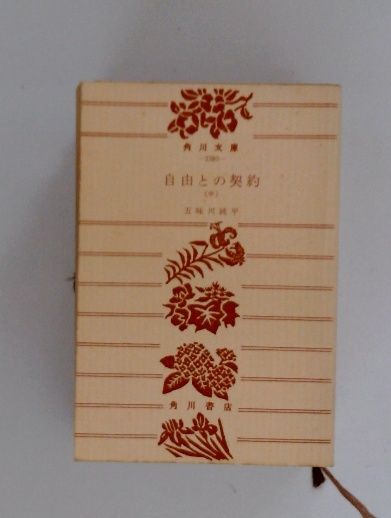 角川文庫
自由との契約
(中)
五味川純平
角川書店